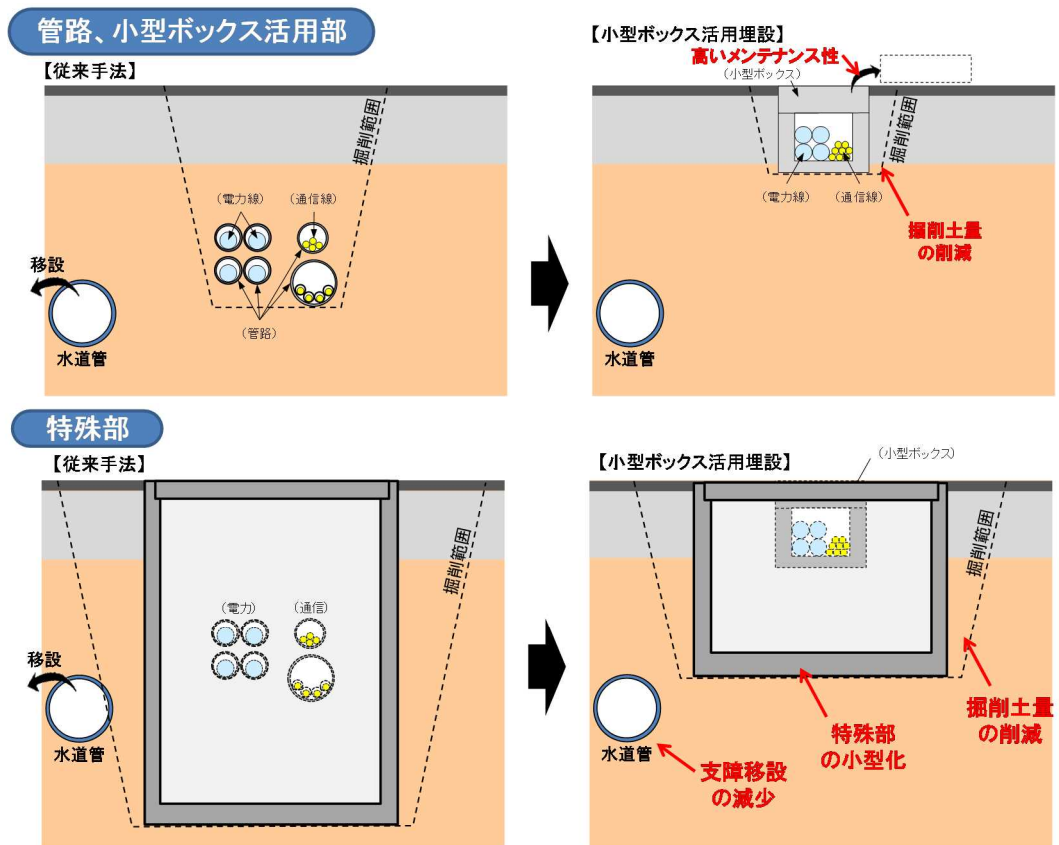 管路、小型ボックス活用部
【従来手法】
掘削範囲
(電力線)
(通信線)
移設
(管路)
水道管
【小型ボックス活用埋設】
高いメンテナンス性
(小型ボックス)
掘削範囲
(電力線)
(通信線)
掘削土量
の削減
水道管
特殊部
【従来手法】
掘削範囲
(電力)
(通信)
移設
水道管
【小型ボックス活用埋設】
(小型ボックス)
掘削範囲
水道管
支障移設
の減少
特殊部
の小型化
掘削土量
の削減